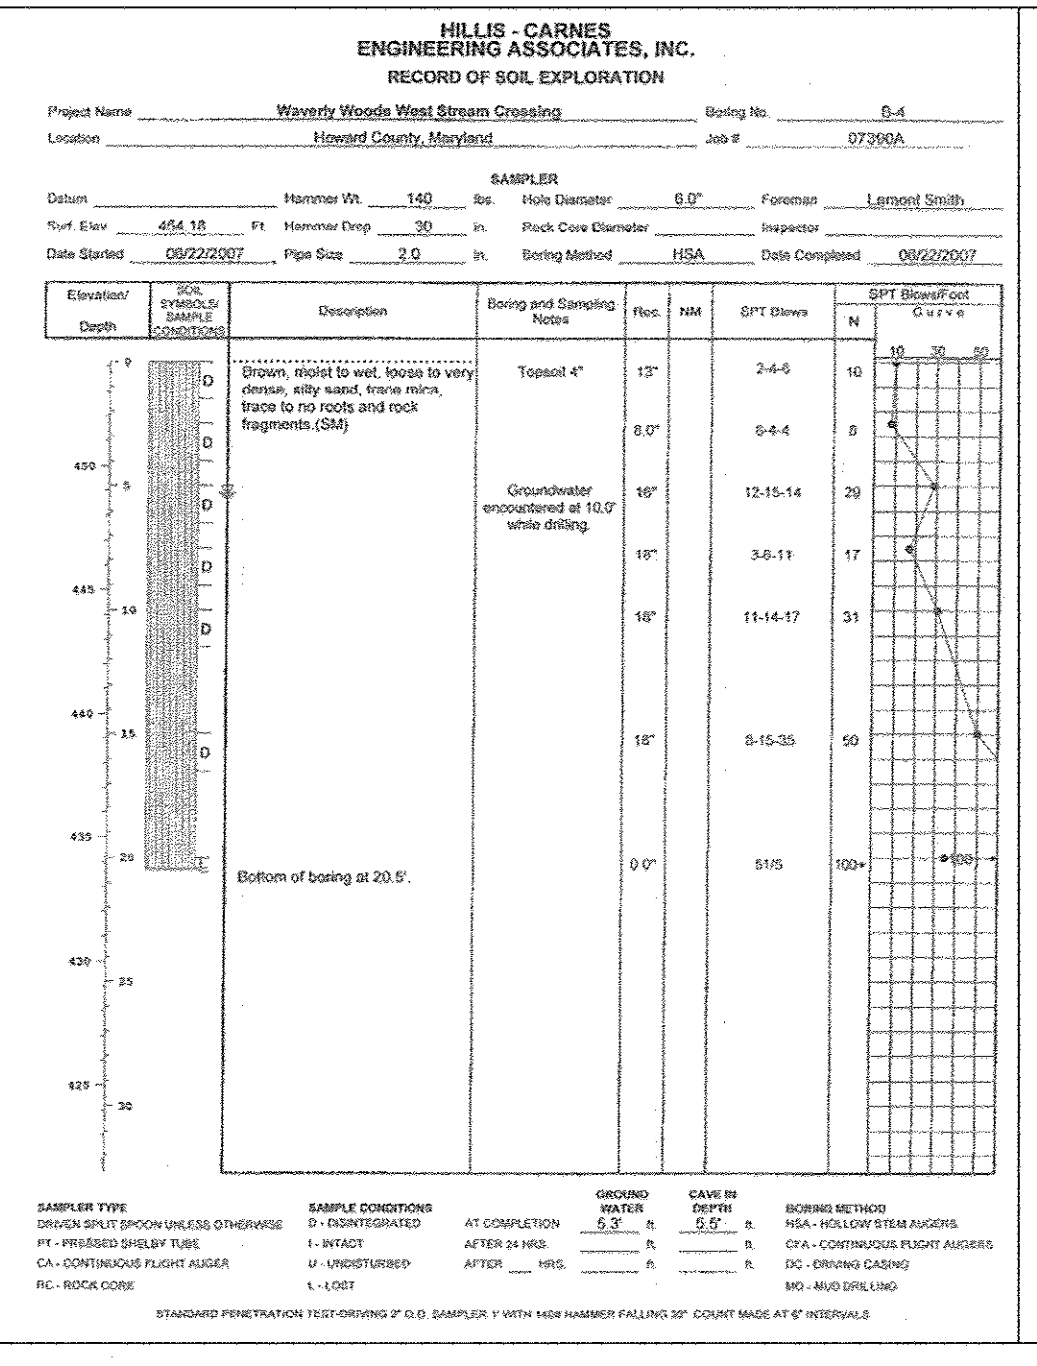 HILLIS - CARNES
ENGINEERING ASSOCIATES, INC.
RECORD OF SOIL EXPLORATION
Project Name Waverly Woods West Stream Crossing Boring No. B-4
Location Howard County, Maryland Job # 07390A
SAMPLER
Datum Hammer Wt. 140 lbs. Hole Diameter 6.0" Foreman Lamont Smith
Surf. Elev 454.18 Ft. Hammer Drop 30 in. Rock Core Diameter Inspector
Date Started 06/22/2007 Pipe Size 2.0 in. Boring Method HSA Date Completed 06/22/2007
Elevation/ Depth SOIL SYMBOLS/ SAMPLE CONDITIONS Description Boring and Sampling Notes Rec. NM SPT Blows SPT Blows/Foot
N Curve
10 30 50
0 D Brown, moist to wet, loose to very Topsoil 4" 13" 2-4-6 10
dense, silty sand, trace mica,
trace to no roots and rock
fragments.(SM) 8.0" 6-4-4 8
D
450
5 D Groundwater 16" 12-15-14 29
encountered at 10.0'
while drilling.
D 18" 3-6-11 17
445
10 D 18" 11-14-17 31
440
15 D 18" 8-15-35 50
435
20 L 0.0" 51/5 100+ 100
Bottom of boring at 20.5'.
430
25
425
30
SAMPLER TYPE SAMPLE CONDITIONS GROUND WATER CAVE IN DEPTH BORING METHOD
DRIVEN SPLIT SPOON UNLESS OTHERWISE D - DISINTEGRATED AT COMPLETION 5.3' ft. 5.5' ft. HSA - HOLLOW STEM AUGERS
PT - PRESSED SHELBY TUBE I - INTACT AFTER 24 HRS. ft. ft. CFA - CONTINUOUS FLIGHT AUGERS
CA - CONTINUOUS FLIGHT AUGER U - UNDISTURBED AFTER HRS. ft. ft. DC - DRIVING CASING
RC - ROCK CORE L - LOST MD - MUD DRILLING
STANDARD PENETRATION TEST-DRIVING 2" O.D. SAMPLER 1' WITH 140# HAMMER FALLING 30" COUNT MADE AT 6" INTERVALS